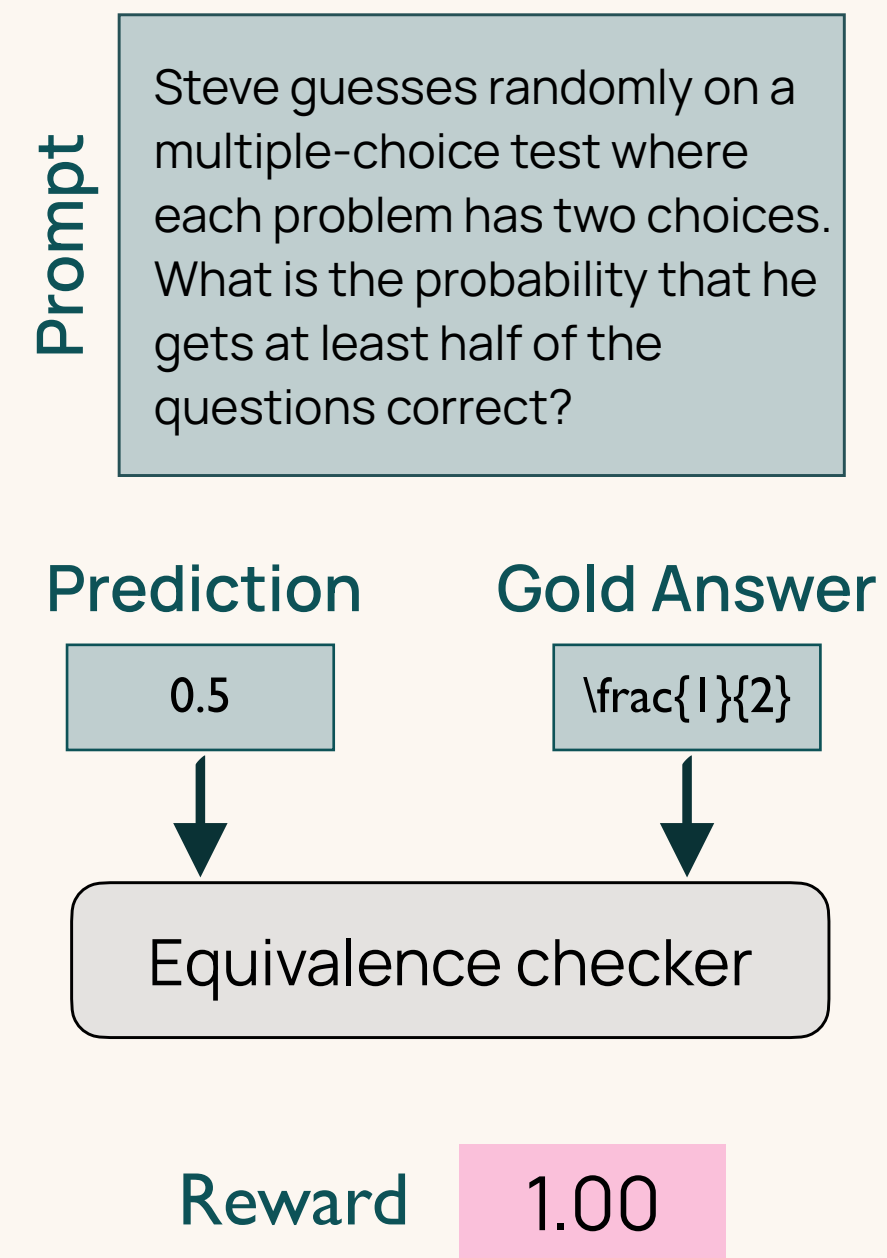 Prompt
Steve guesses randomly on a
multiple-choice test where
each problem has two choices.
What is the probability that he
gets at least half of the
questions correct?
Prediction
Gold Answer
0.5
\frac{1}{2}
Equivalence checker
Reward
1.00